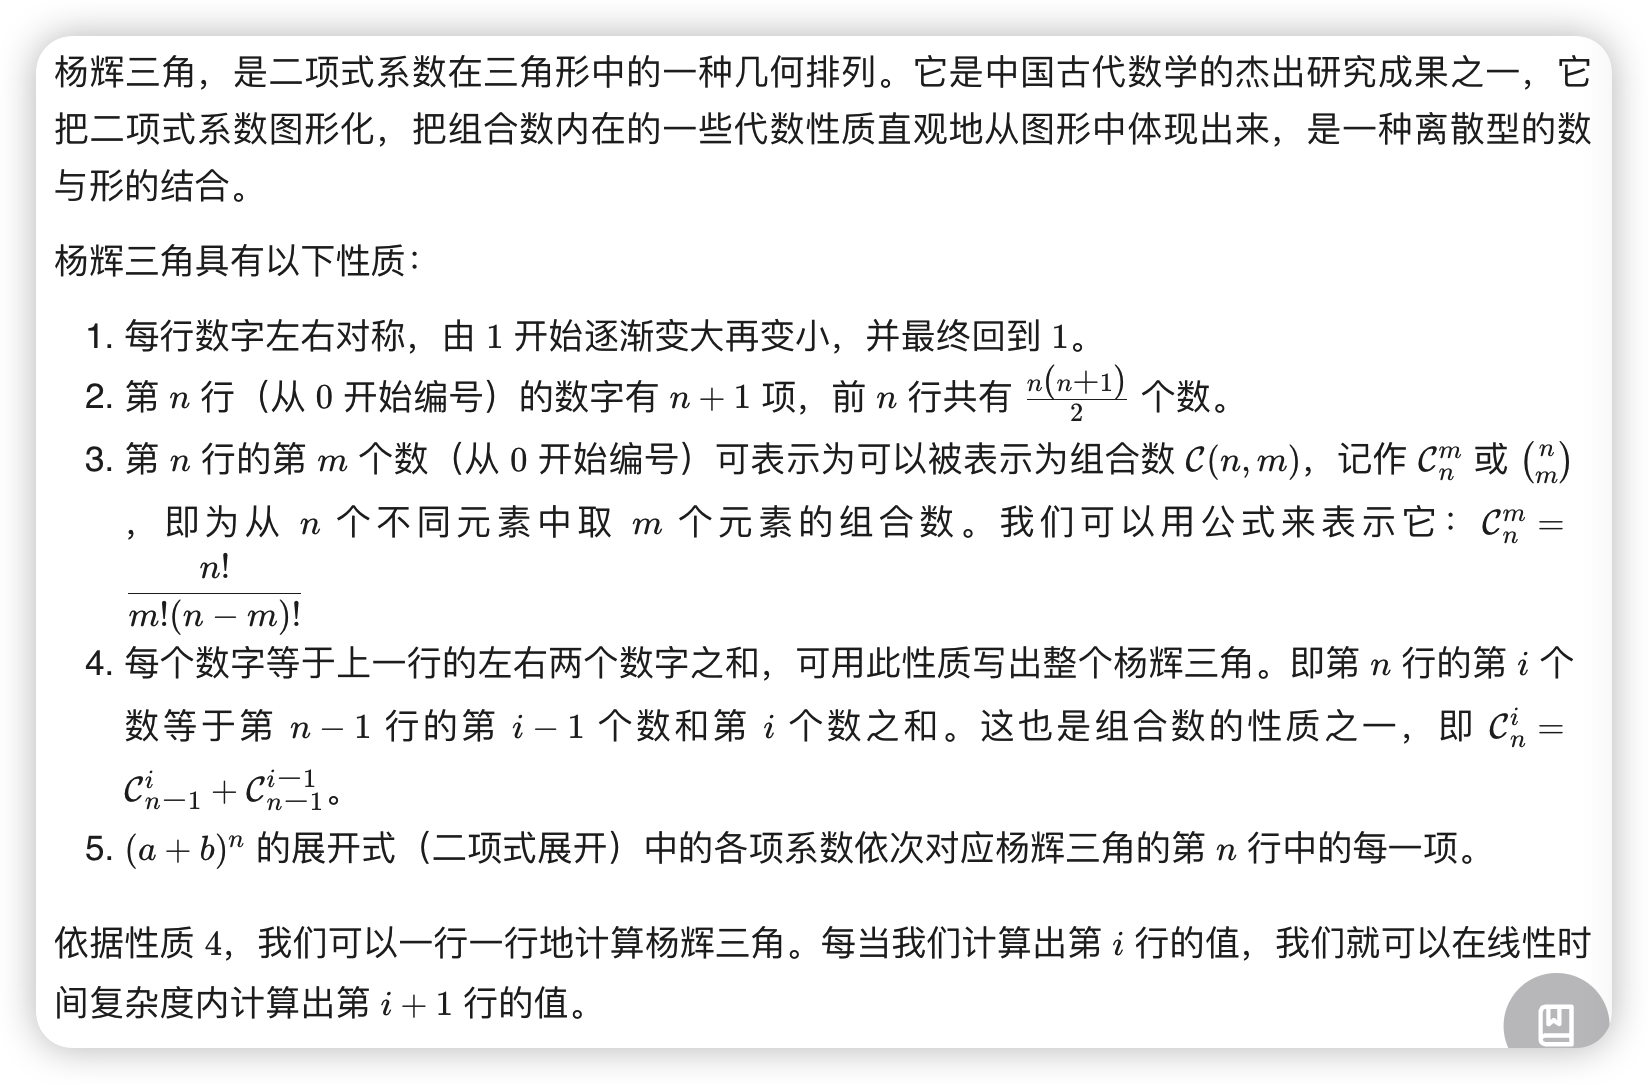 杨辉三角，是二项式系数在三角形中的一种几何排列。它是中国古代数学的杰出研究成果之一，它
把二项式系数图形化，把组合数内在的一些代数性质直观地从图形中体现出来，是一种离散型的数
与形的结合。
杨辉三角具有以下性质：
1. 每行数字左右对称，由 1 开始逐渐变大再变小，并最终回到 1。
2. 第 n 行（从 0 开始编号）的数字有 n + 1 项，前 n 行共有 $\frac{n(n+1)}{2}$ 个数。
3. 第 n 行的第 m 个数（从 0 开始编号）可表示为可以被表示为组合数 $\mathcal{C}(n, m)$，记作 $\mathcal{C}_n^m$ 或 $\binom{n}{m}$
，即为从 n 个不同元素中取 m 个元素的组合数。我们可以用公式来表示它：$\mathcal{C}_n^m =$
$\frac{n!}{m!(n-m)!}$
4. 每个数字等于上一行的左右两个数字之和，可用此性质写出整个杨辉三角。即第 n 行的第 i 个
数等于第 n − 1 行的第 i − 1 个数和第 i 个数之和。这也是组合数的性质之一，即 $\mathcal{C}_n^i =$
$\mathcal{C}_{n-1}^i + \mathcal{C}_{n-1}^{i-1}$。
5. $(a + b)^n$ 的展开式（二项式展开）中的各项系数依次对应杨辉三角的第 n 行中的每一项。
依据性质 4，我们可以一行一行地计算杨辉三角。每当我们计算出第 i 行的值，我们就可以在线性时
间复杂度内计算出第 i + 1 行的值。